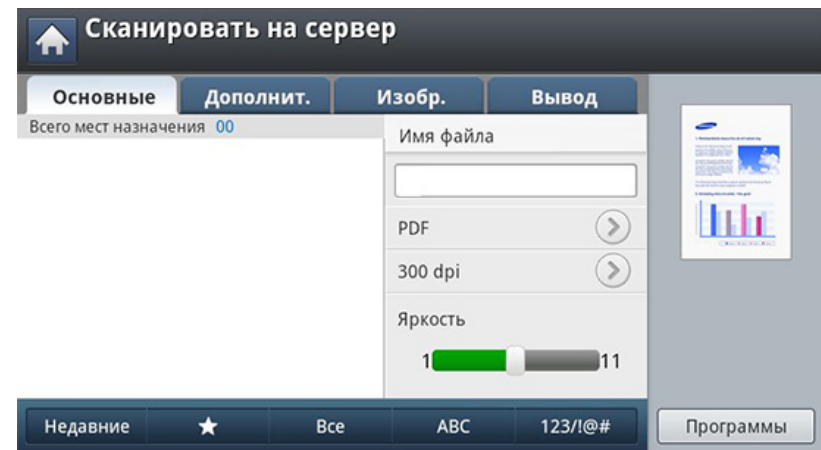 Сканировать на сервер
Основные
Дополнит.
Изобр.
Вывод
Всего мест назначения 00
Имя файла
PDF
300 dpi
Яркость
1
11
Недавние
★
Все
ABC
123/!@#
Программы